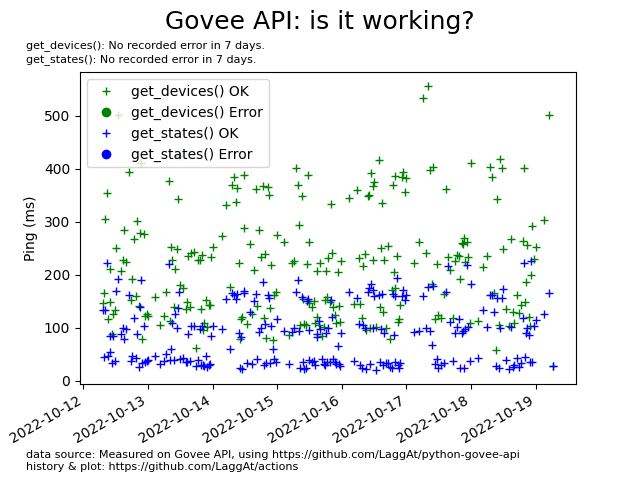 Govee API: is it working?
get_devices(): No recorded error in 7 days.
get_states(): No recorded error in 7 days.
get_devices() OK
get_devices() Error
get_states() OK
get_states() Error
Ping (ms)
500
400
300
200
100
0
2022-10-12
2022-10-13
2022-10-14
2022-10-15
2022-10-16
2022-10-17
2022-10-18
2022-10-19
data source: Measured on Govee API, using https://github.com/LaggAt/python-govee-api
history & plot: https://github.com/LaggAt/actions